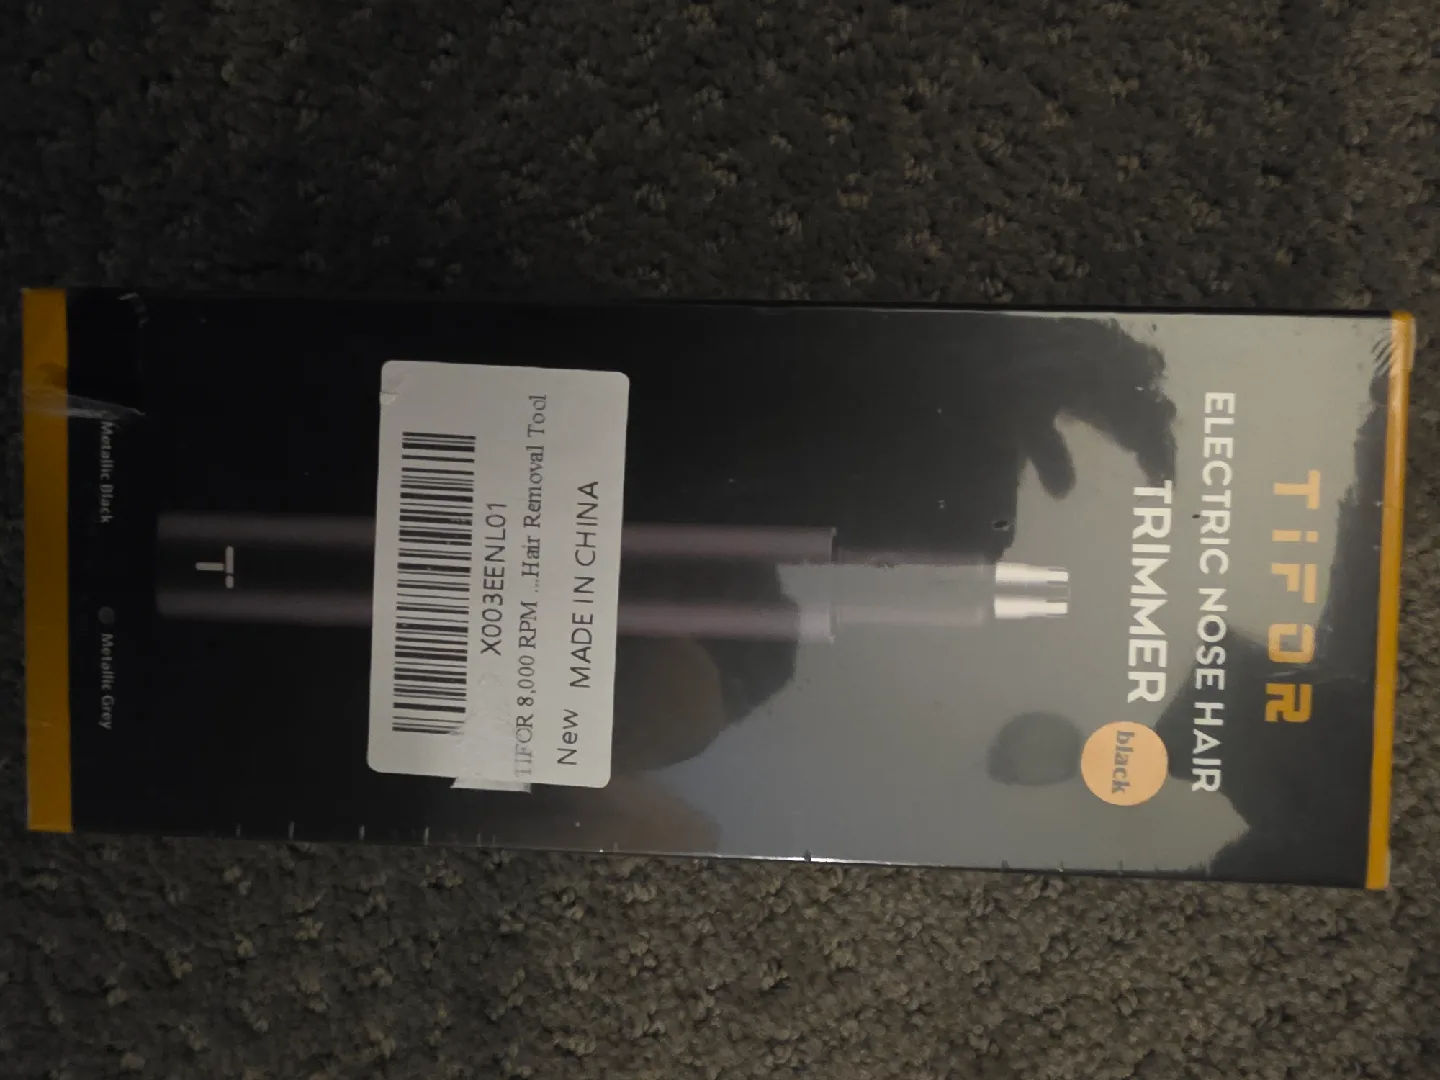 TiFOR
ELECTRIC NOSE HAIR
TRIMMER
black
X003EENL01
TIFOR 8,000 RPM ...Hair Removal Tool
New MADE IN CHINA
T
Metallic Black
Metallic Grey